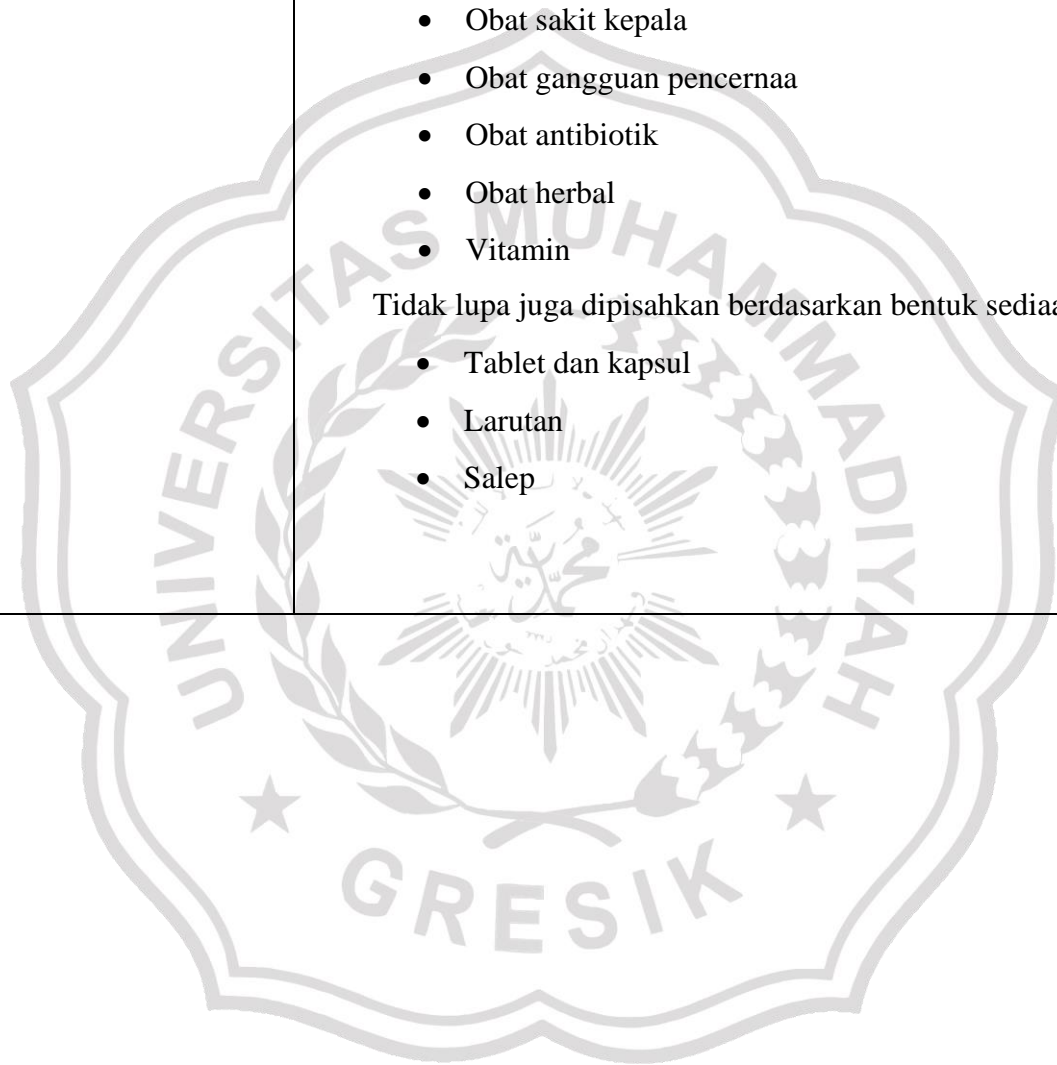 • Obat sakit kepala
• Obat gangguan pencernaa
• Obat antibiotik
• Obat herbal
• Vitamin
Tidak lupa juga dipisahkan berdasarkan bentuk sediaa
• Tablet dan kapsul
• Larutan
• Salep
UNIVERSITAS MUHAMMADIYAH
GRESIK